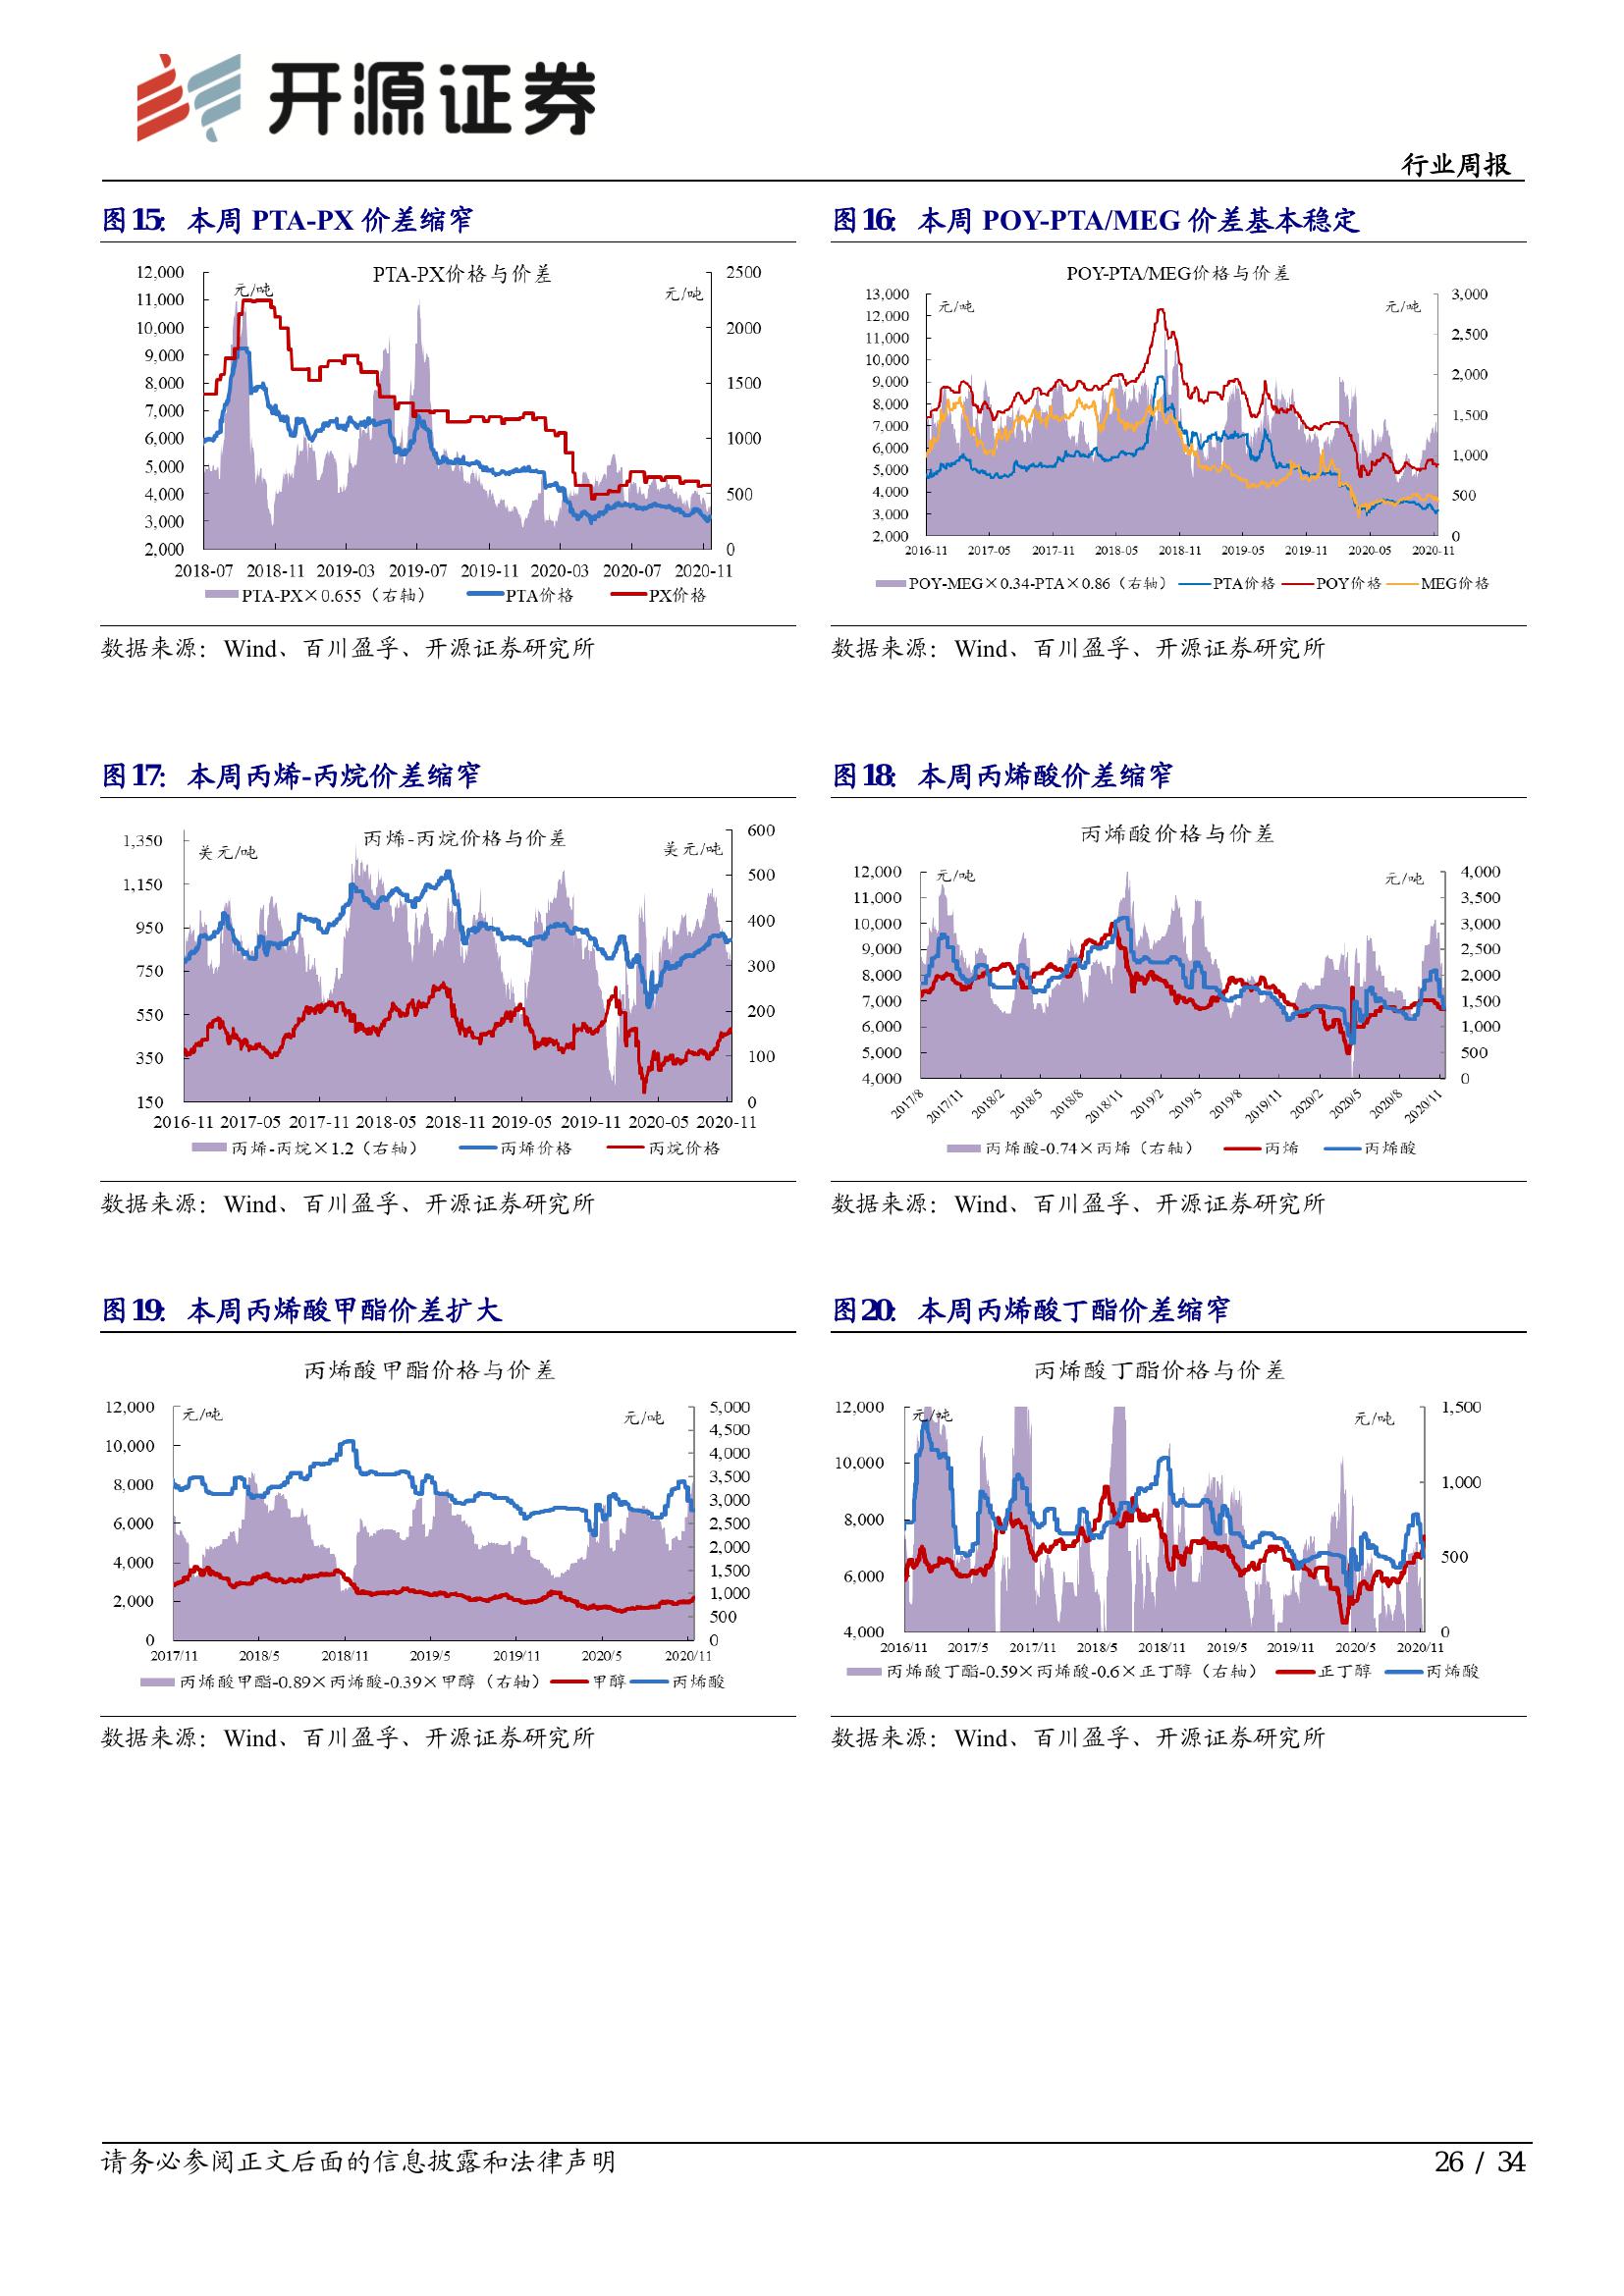 开源证券
行业周报
图15： 本周 PTA-PX 价差缩窄
PTA-PX价格与价差
元/吨
元/吨
12,000
11,000
10,000
9,000
8,000
7,000
6,000
5,000
4,000
3,000
2,000
2500
2000
1500
1000
500
0
2018-07 2018-11 2019-03 2019-07 2019-11 2020-03 2020-07 2020-11
PTA-PX×0.655（右轴） PTA价格 PX价格
数据来源：Wind、百川盈孚、开源证券研究所
图16： 本周 POY-PTA/MEG 价差基本稳定
POY-PTA/MEG价格与价差
元/吨
元/吨
13,000
12,000
11,000
10,000
9,000
8,000
7,000
6,000
5,000
4,000
3,000
2,000
3,000
2,500
2,000
1,500
1,000
500
0
2016-11 2017-05 2017-11 2018-05 2018-11 2019-05 2019-11 2020-05 2020-11
POY-MEG×0.34-PTA×0.86（右轴） PTA价格 POY价格 MEG价格
数据来源：Wind、百川盈孚、开源证券研究所
图17： 本周丙烯-丙烷价差缩窄
丙烯-丙烷价格与价差
美元/吨
美元/吨
1,350
1,150
950
750
550
350
150
600
500
400
300
200
100
0
2016-11 2017-05 2017-11 2018-05 2018-11 2019-05 2019-11 2020-05 2020-11
丙烯-丙烷×1.2（右轴） 丙烯价格 丙烷价格
数据来源：Wind、百川盈孚、开源证券研究所
图18： 本周丙烯酸价差缩窄
丙烯酸价格与价差
元/吨
元/吨
12,000
11,000
10,000
9,000
8,000
7,000
6,000
5,000
4,000
4,000
3,500
3,000
2,500
2,000
1,500
1,000
500
0
2017/8 2017/11 2018/2 2018/5 2018/8 2018/11 2019/2 2019/5 2019/8 2019/11 2020/2 2020/5 2020/8 2020/11
丙烯酸-0.74×丙烯（右轴） 丙烯 丙烯酸
数据来源：Wind、百川盈孚、开源证券研究所
图19： 本周丙烯酸甲酯价差扩大
丙烯酸甲酯价格与价差
元/吨
元/吨
12,000
10,000
8,000
6,000
4,000
2,000
0
5,000
4,500
4,000
3,500
3,000
2,500
2,000
1,500
1,000
500
0
2017/11 2018/5 2018/11 2019/5 2019/11 2020/5 2020/11
丙烯酸甲酯-0.89×丙烯酸-0.39×甲醇（右轴） 甲醇 丙烯酸
数据来源：Wind、百川盈孚、开源证券研究所
图20： 本周丙烯酸丁酯价差缩窄
丙烯酸丁酯价格与价差
元/吨
元/吨
12,000
10,000
8,000
6,000
4,000
1,500
1,000
500
0
2016/11 2017/5 2017/11 2018/5 2018/11 2019/5 2019/11 2020/5 2020/11
丙烯酸丁酯-0.59×丙烯酸-0.6×正丁醇（右轴） 正丁醇 丙烯酸
数据来源：Wind、百川盈孚、开源证券研究所
请务必参阅正文后面的信息披露和法律声明
26 / 34